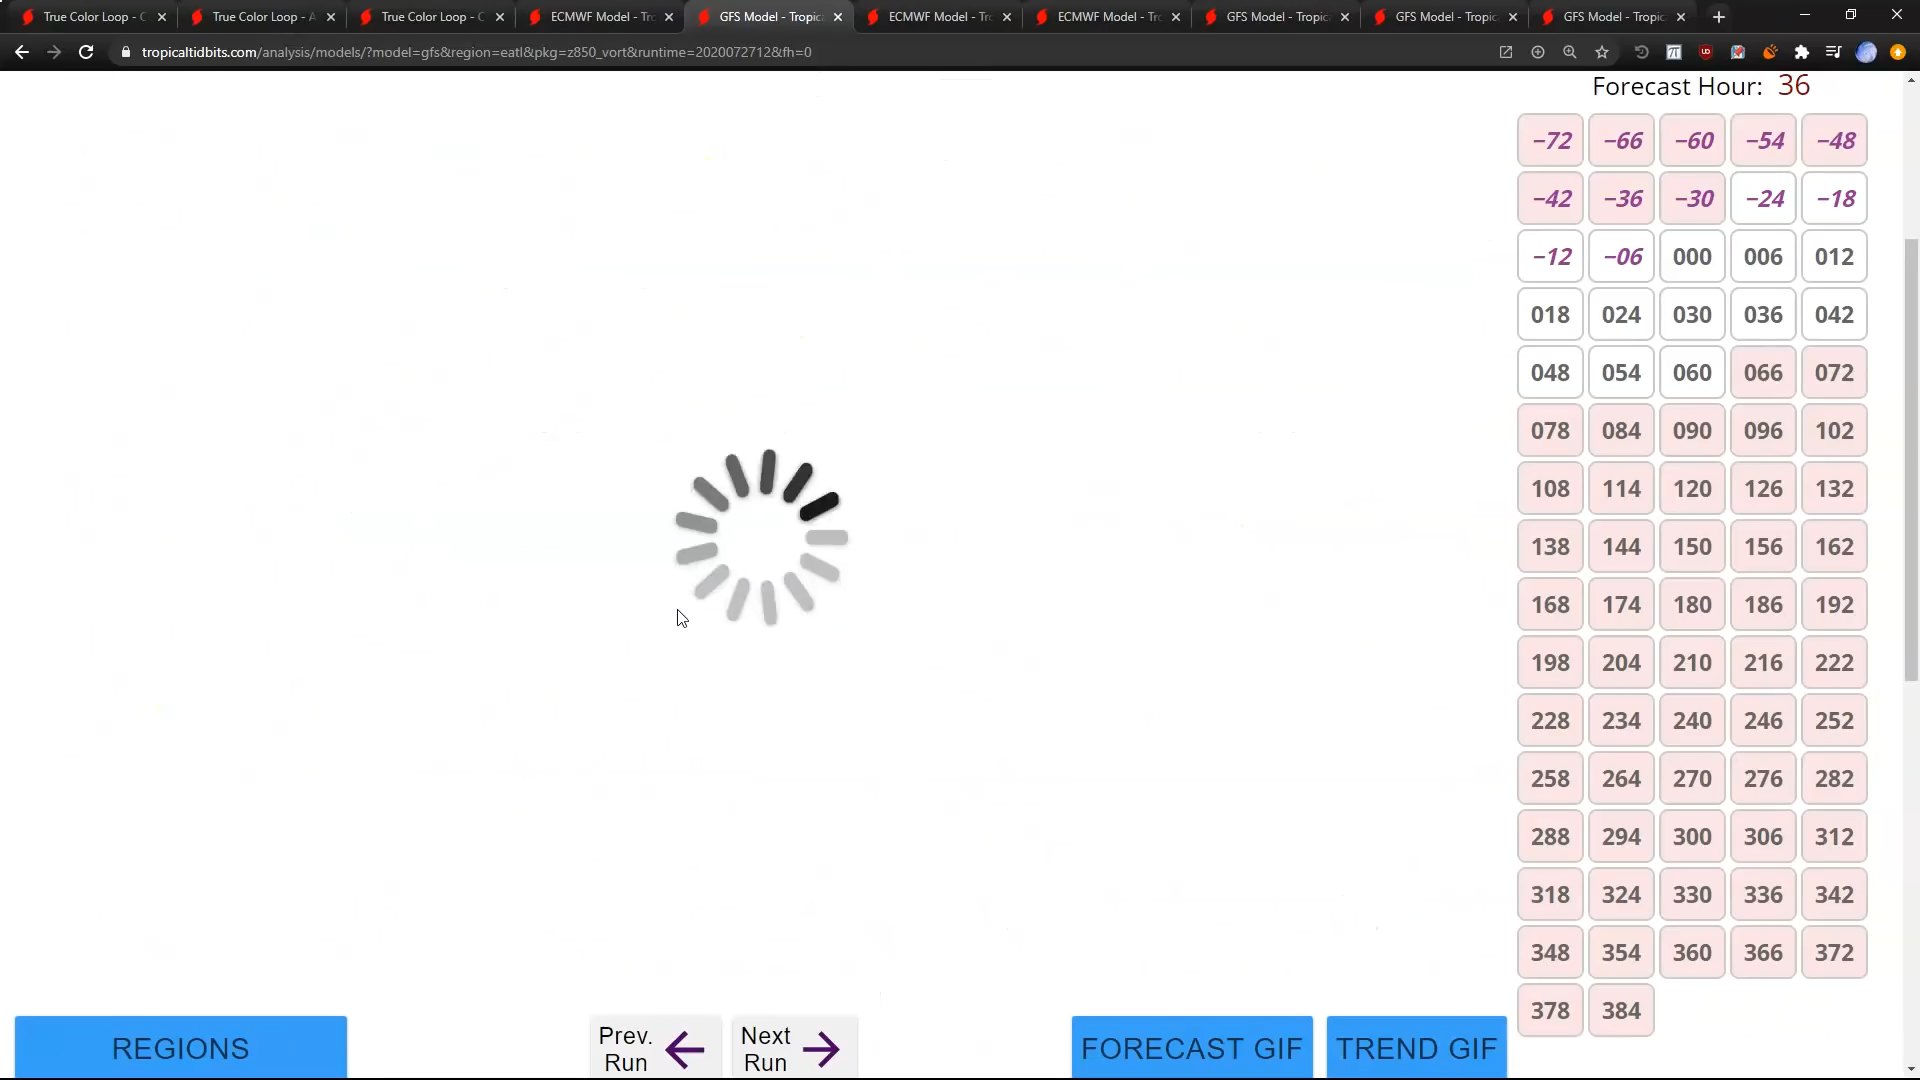 True Color Loop - C
True Color Loop - A
True Color Loop - C
ECMWF Model - Tro
GFS Model - Tropic
ECMWF Model - Tro
ECMWF Model - Tro
GFS Model - Tropic
GFS Model - Tropic
GFS Model - Tropic
tropicaltidbits.com/analysis/models/?model=gfs&region=eatl&pkg=z850_vort&runtime=2020072712&fh=0
Forecast Hour: 36
−72 −66 −60 −54 −48
−42 −36 −30 −24 −18
−12 −06 000 006 012
018 024 030 036 042
048 054 060 066 072
078 084 090 096 102
108 114 120 126 132
138 144 150 156 162
168 174 180 186 192
198 204 210 216 222
228 234 240 246 252
258 264 270 276 282
288 294 300 306 312
318 324 330 336 342
348 354 360 366 372
378 384
REGIONS
Prev.
Run
Next
Run
FORECAST GIF
TREND GIF